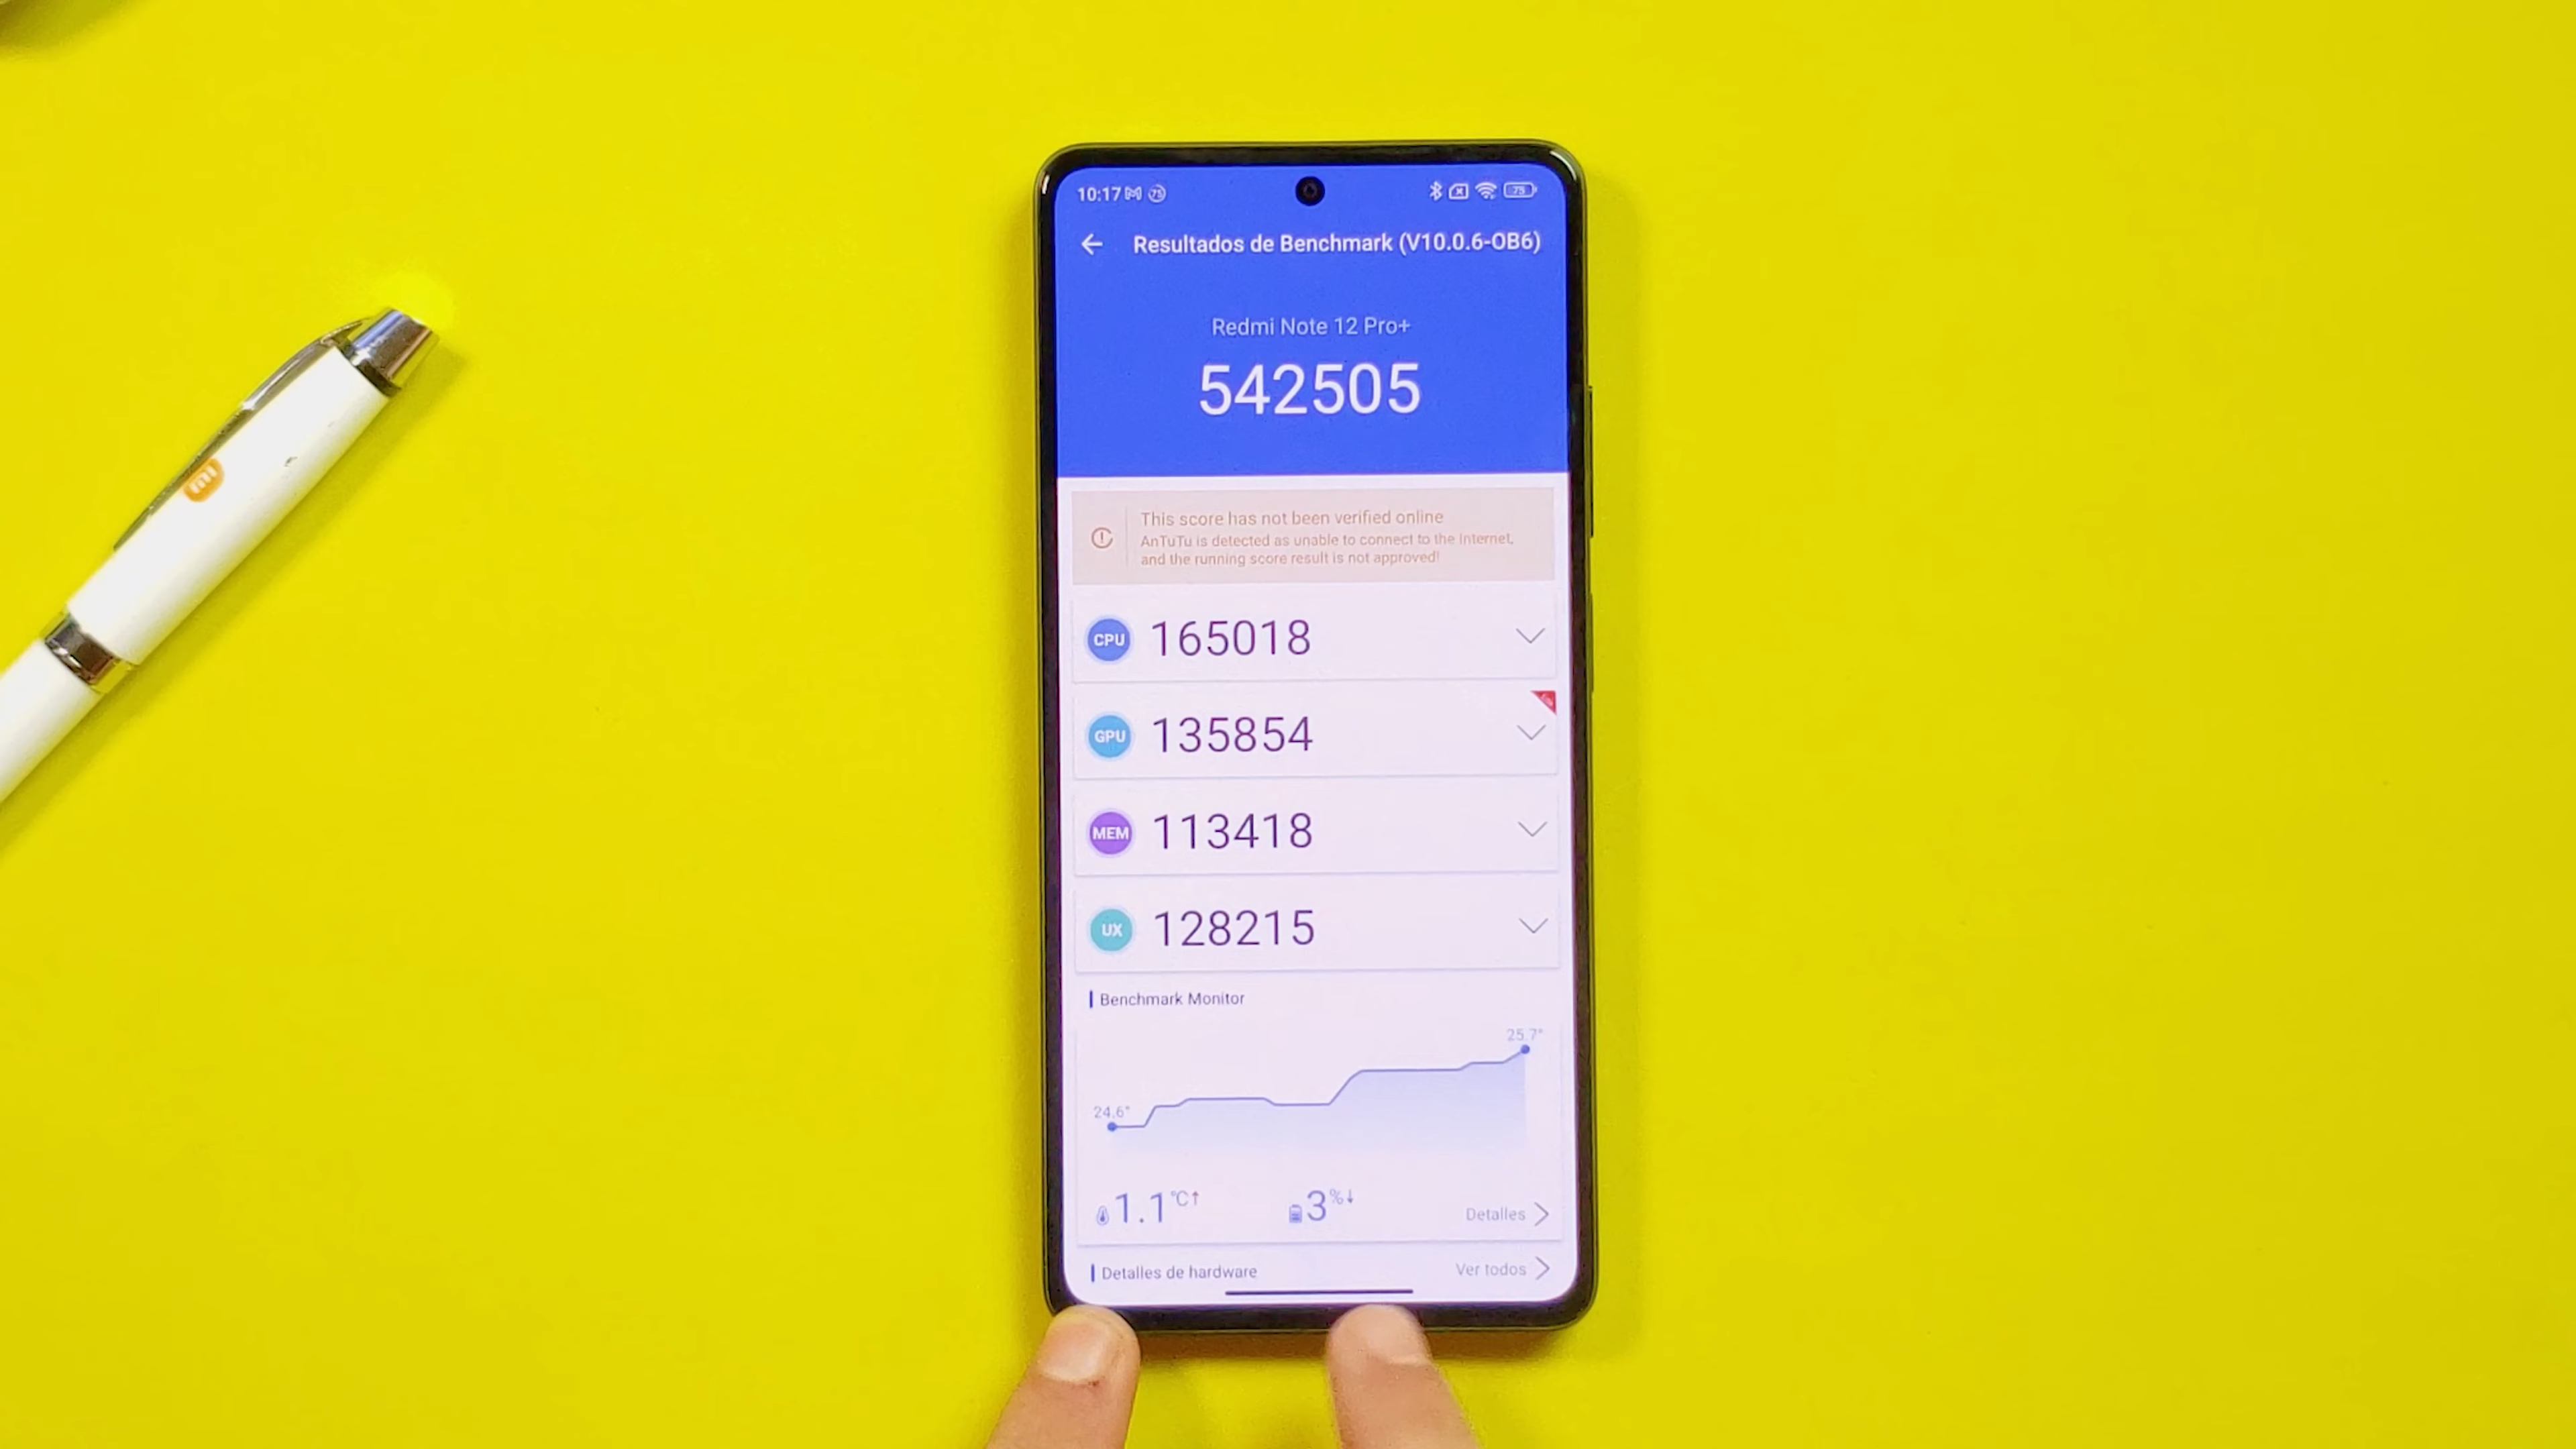 10:17 75 75
Resultados de Benchmark (V10.0.6-OB6)
Redmi Note 12 Pro+
542505
This score has not been verified online
AnTuTu is detected as unable to connect to the Internet,
and the running score result is not approved!
CPU 165018
GPU 135854
MEM 113418
UX 128215
Benchmark Monitor
25.7°
24.6°
1.1 °C↑ 3 %↓ Detalles
Detalles de hardware Ver todos
mi